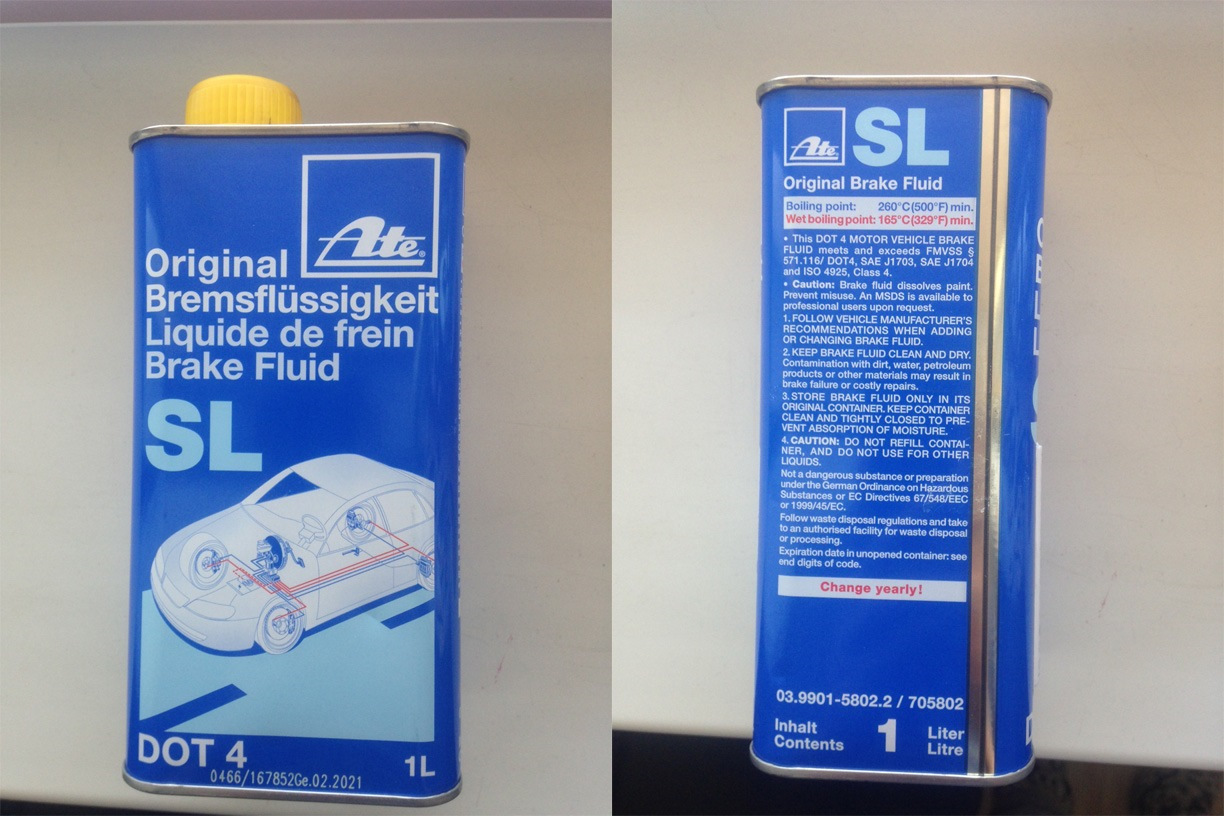 Ate®
Original
Bremsflüssigkeit
Liquide de frein
Brake Fluid
SL
DOT 4
1L
0466/167852Ge.02.2021
Ate
SL
Original Brake Fluid
Boiling point: 260°C(500°F) min.
Wet boiling point: 165°C(329°F) min.
• This DOT 4 MOTOR VEHICLE BRAKE
FLUID meets and exceeds FMVSS §
571.116/ DOT4, SAE J1703, SAE J1704
and ISO 4925, Class 4.
• Caution: Brake fluid dissolves paint.
Prevent misuse. An MSDS is available to
professional users upon request.
1. FOLLOW VEHICLE MANUFACTURER'S
RECOMMENDATIONS WHEN ADDING
OR CHANGING BRAKE FLUID.
2. KEEP BRAKE FLUID CLEAN AND DRY.
Contamination with dirt, water, petroleum
products or other materials may result in
brake failure or costly repairs.
3. STORE BRAKE FLUID ONLY IN ITS
ORIGINAL CONTAINER. KEEP CONTAINER
CLEAN AND TIGHTLY CLOSED TO PRE-
VENT ABSORPTION OF MOISTURE.
4. CAUTION: DO NOT REFILL CONTAI-
NER, AND DO NOT USE FOR OTHER
LIQUIDS.
Not a dangerous substance or preparation
under the German Ordinance on Hazardous
Substances or EC Directives 67/548/EEC
or 1999/45/EC.
Follow waste disposal regulations and take
to an authorised facility for waste disposal
or processing.
Expiration date in unopened container: see
end digits of code.
Change yearly!
03.9901-5802.2 / 705802
Inhalt
Contents
1
Liter
Litre